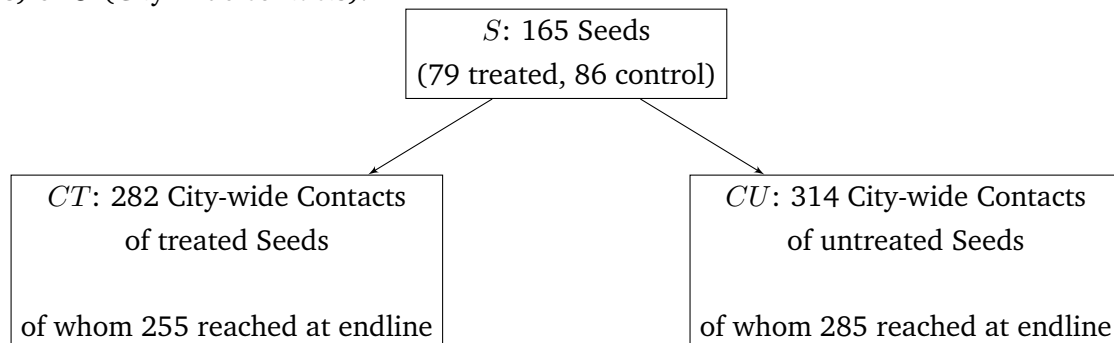 S: 165 Seeds
(79 treated, 86 control)
CT: 282 City-wide Contacts
of treated Seeds
of whom 255 reached at endline
CU: 314 City-wide Contacts
of untreated Seeds
of whom 285 reached at endline